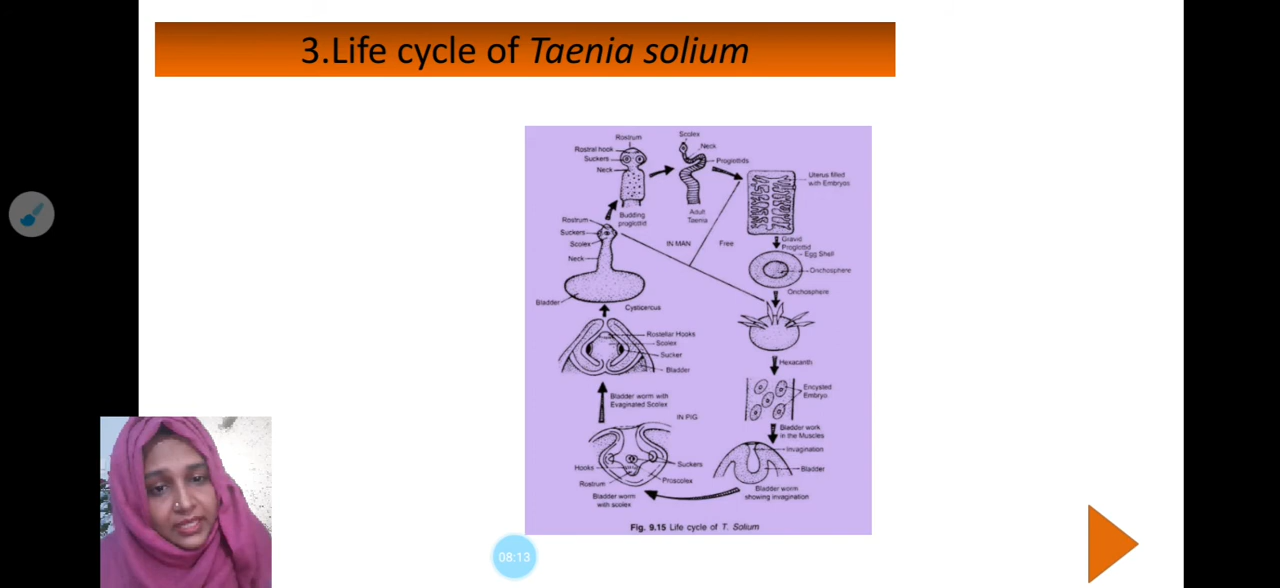 3.Life cycle of Taenia solium
Rostrum
Rostral hook
Suckers
Neck
Budding
proglottid
Scolex
Neck
Proglottids
Adult
Taenia
Uterus filled
with Embryos
Gravid
Proglottid
Egg Shell
Onchosphere
Onchosphere
IN MAN
Free
Rostrum
Suckers
Scolex
Neck
Bladder
Cysticercus
Rostellar Hooks
Scolex
Sucker
Bladder
Hexacanth
Encysted
Embryo
Bladder worm with
Evaginated Scolex
IN PIG
Bladder work
in the Muscles
Invagination
Bladder
Bladder worm
showing invagination
Hooks
Rostrum
Suckers
Proscolex
Bladder worm
with scolex
Fig. 9.15 Life cycle of T. Solium
08:13